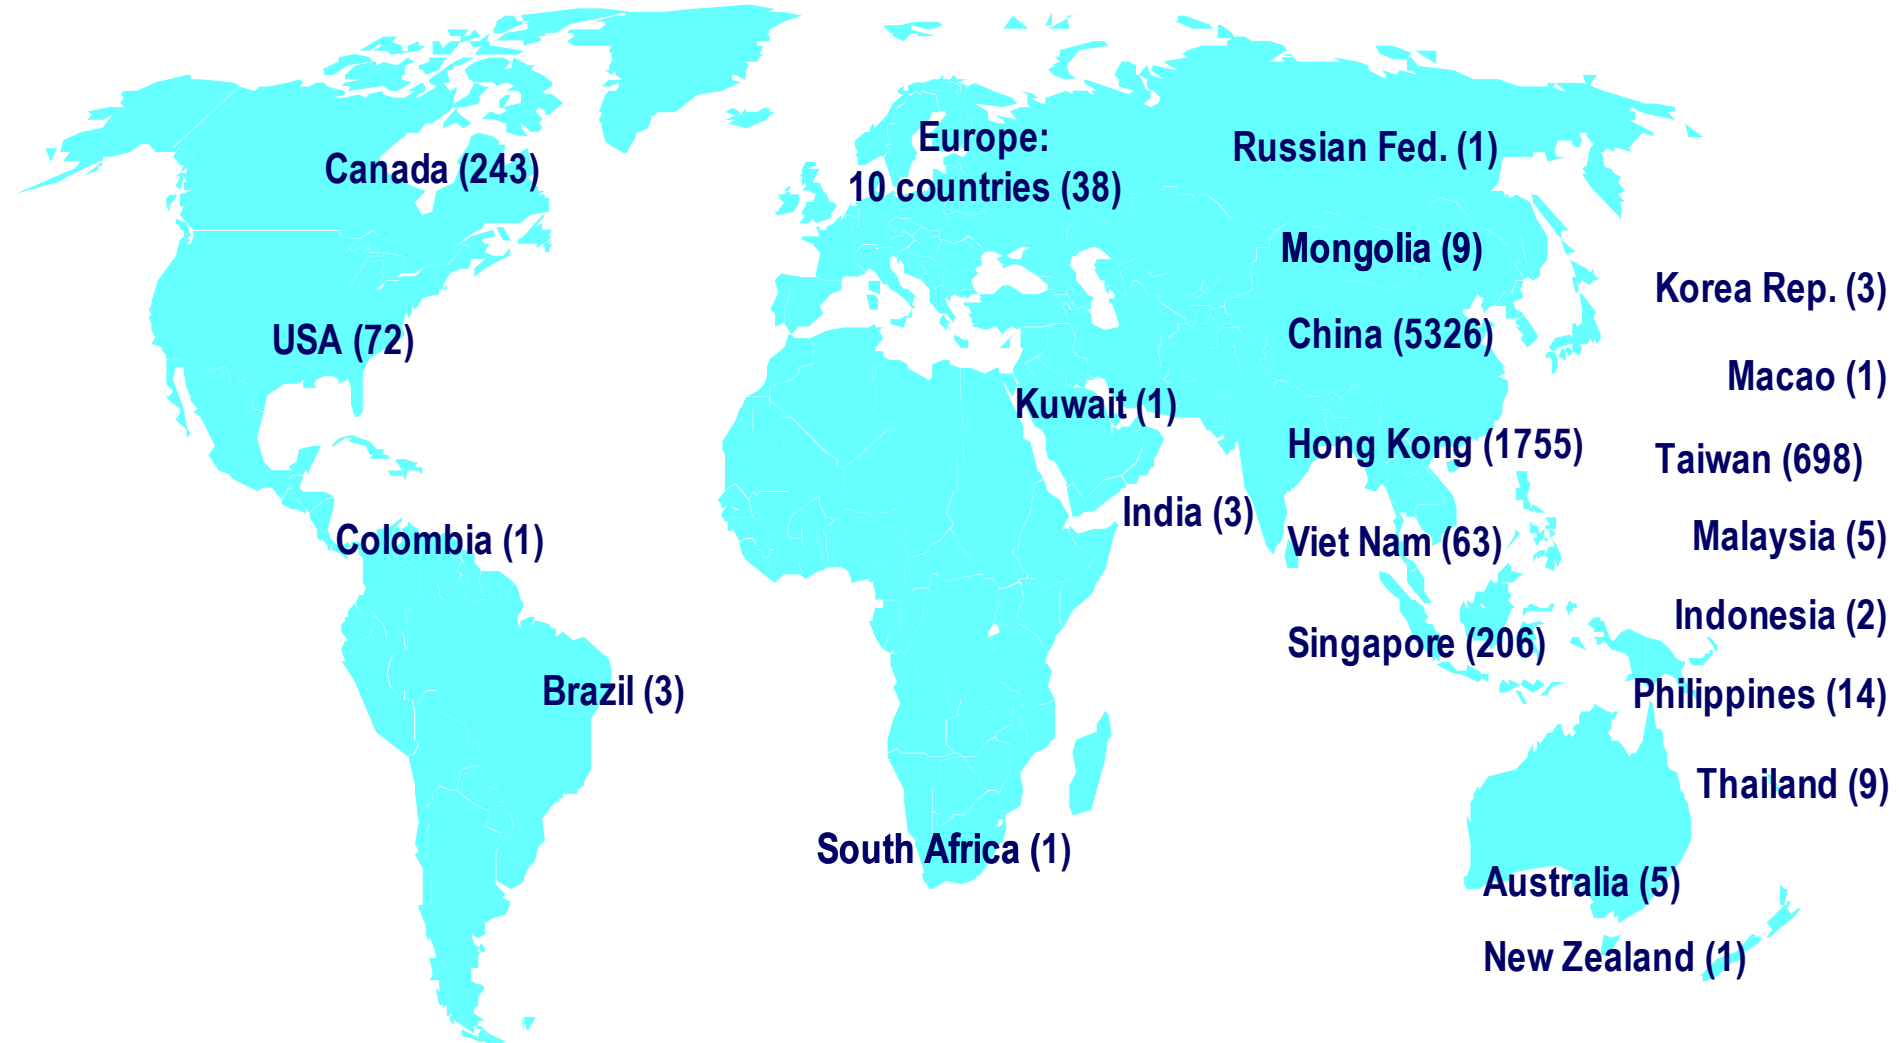 Europe:
10 countries (38)
Russian Fed. (1)
Canada (243)
Mongolia (9)
Korea Rep. (3)
USA (72)
China (5326)
Macao (1)
Kuwait (1)
Hong Kong (1755)
Taiwan (698)
India (3)
Colombia (1)
Viet Nam (63)
Malaysia (5)
Indonesia (2)
Singapore (206)
Brazil (3)
Philippines (14)
Thailand (9)
South Africa (1)
Australia (5)
New Zealand (1)